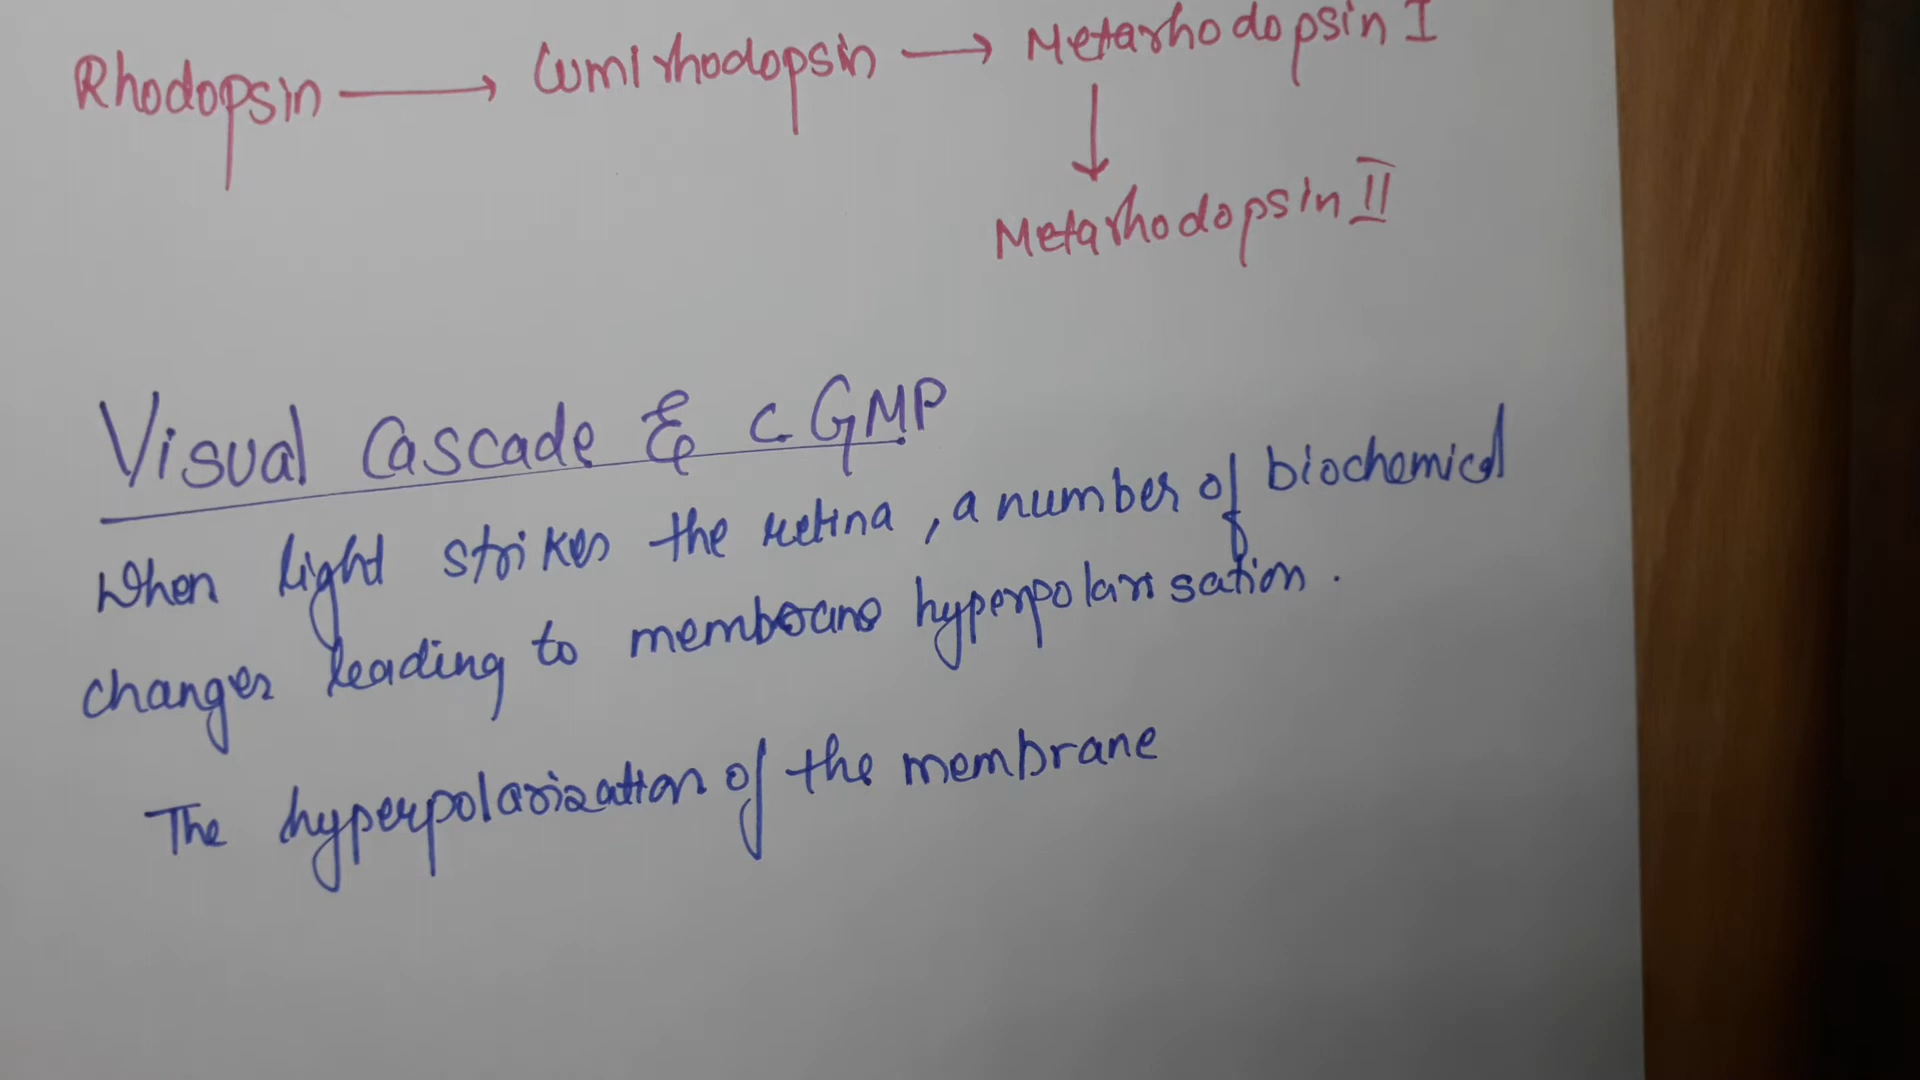 Rhodopsin → Lumirhodopsin → Metarhodopsin I
↓
Metarhodopsin II
Visual Cascade & cGMP
When light strikes the retina, a number of biochemical
changes leading to membrane hyperpolarisation.
The hyperpolarization of the membrane